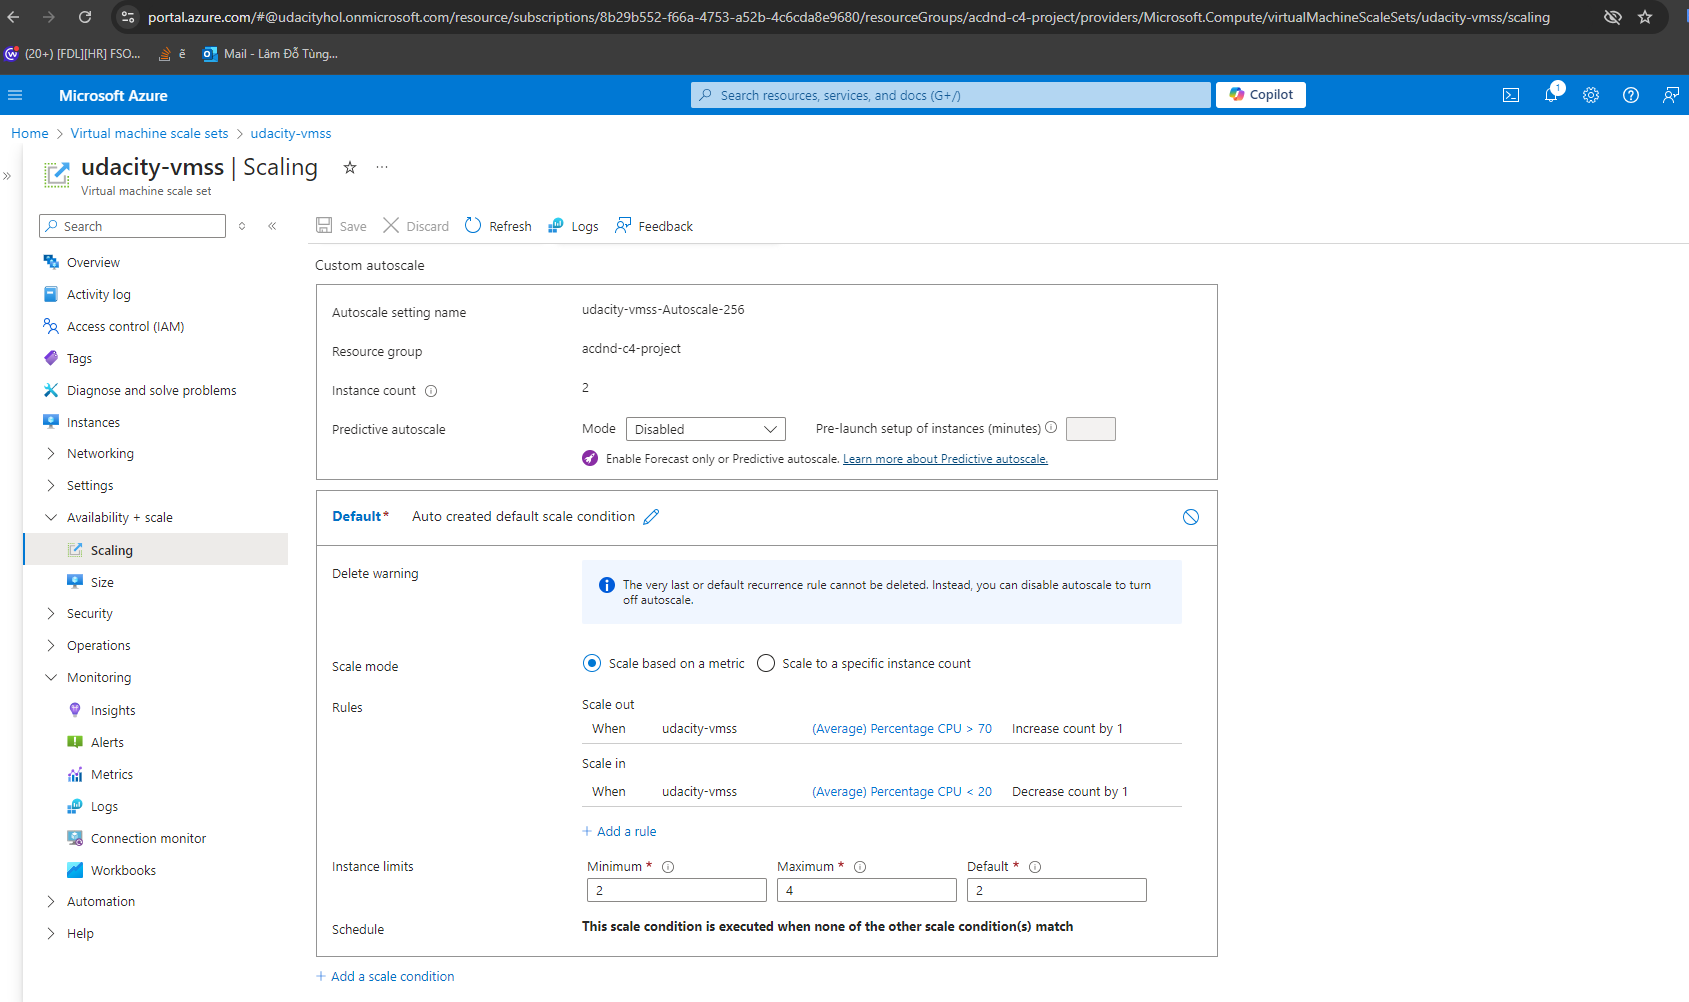 portal.azure.com/#@udacityhol.onmicrosoft.com/resource/subscriptions/8b29b552-f66a-4753-a52b-4c6cda8e9680/resourceGroups/acdnd-c4-project/providers/Microsoft.Compute/virtualMachineScaleSets/udacity-vmss/scaling
(20+) [FDL][HR] FSO... ẽ Mail - Lâm Đỗ Tùng...
Microsoft Azure
Search resources, services, and docs (G+/)
Copilot
1
Home > Virtual machine scale sets > udacity-vmss
udacity-vmss | Scaling
Virtual machine scale set
Search
Overview
Activity log
Access control (IAM)
Tags
Diagnose and solve problems
Instances
Networking
Settings
Availability + scale
Scaling
Size
Security
Operations
Monitoring
Insights
Alerts
Metrics
Logs
Connection monitor
Workbooks
Automation
Help
Save Discard Refresh Logs Feedback
Custom autoscale
Autoscale setting name udacity-vmss-Autoscale-256
Resource group acdnd-c4-project
Instance count 2
Predictive autoscale Mode Disabled Pre-launch setup of instances (minutes)
Enable Forecast only or Predictive autoscale. Learn more about Predictive autoscale.
Default* Auto created default scale condition
Delete warning
The very last or default recurrence rule cannot be deleted. Instead, you can disable autoscale to turn
off autoscale.
Scale mode Scale based on a metric Scale to a specific instance count
Rules
Scale out
When udacity-vmss (Average) Percentage CPU > 70 Increase count by 1
Scale in
When udacity-vmss (Average) Percentage CPU < 20 Decrease count by 1
+ Add a rule
Instance limits Minimum * Maximum * Default *
2 4 2
Schedule This scale condition is executed when none of the other scale condition(s) match
+ Add a scale condition